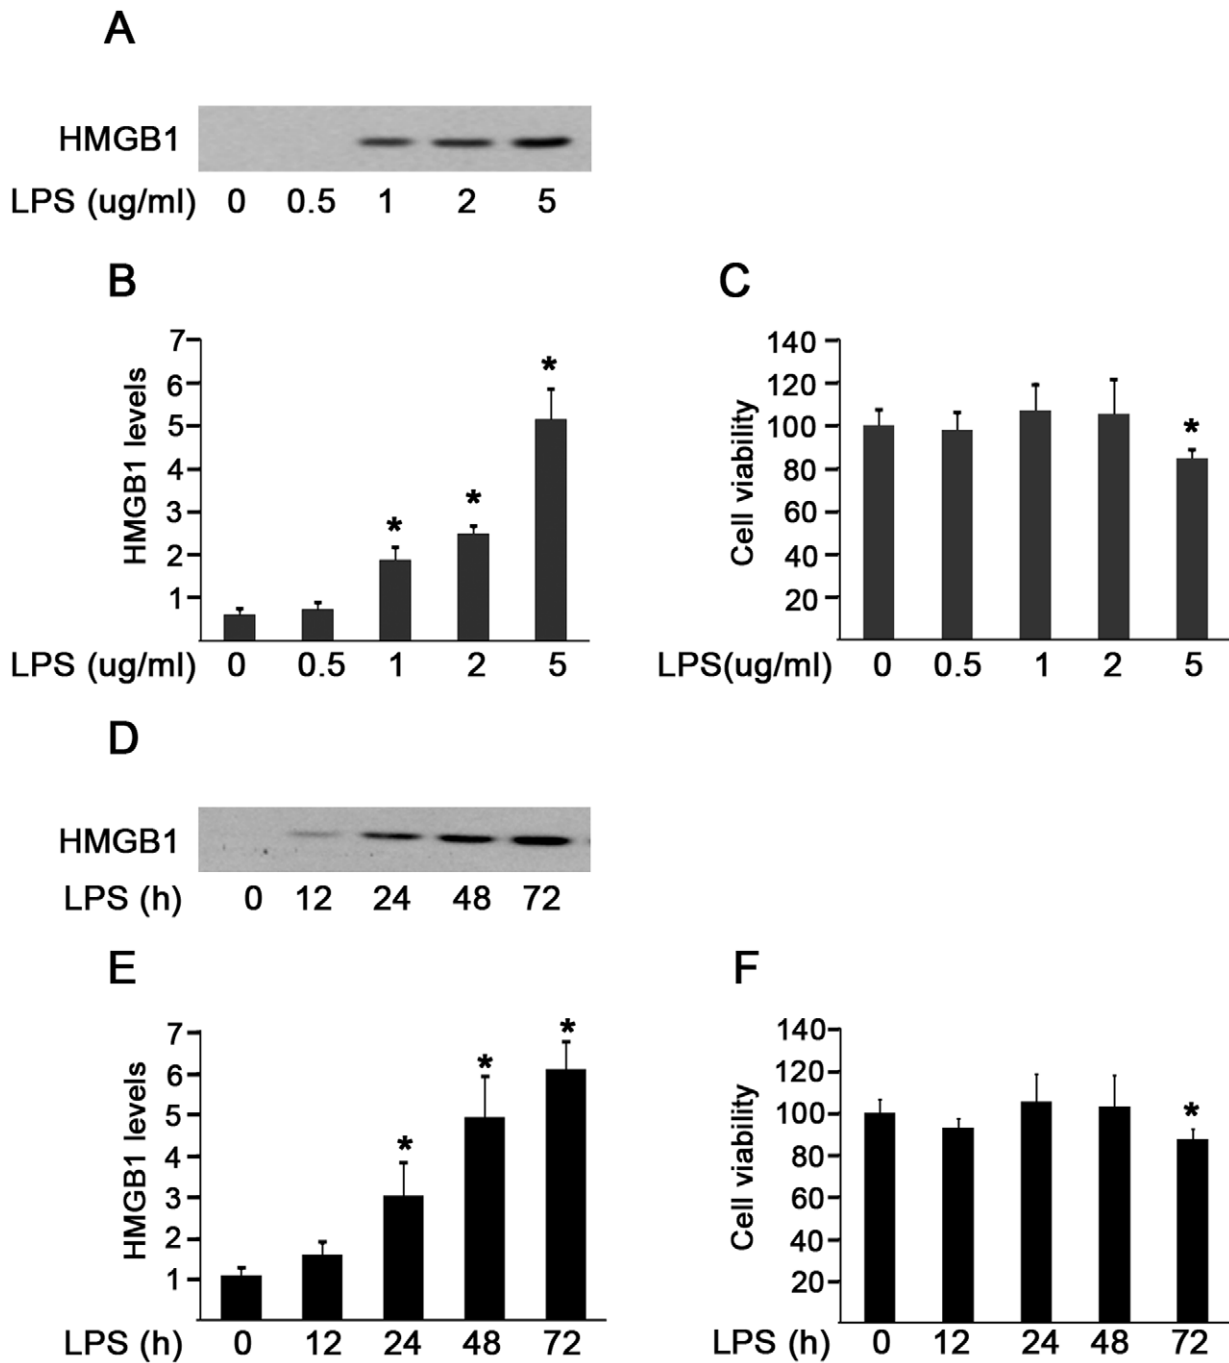 A
HMGB1
LPS (ug/ml) 0 0.5 1 2 5
B
HMGB1 levels
7
6
5
4
3
2
1
* * *
LPS (ug/ml) 0 0.5 1 2 5
C
Cell viability
140
120
100
80
60
40
20
*
LPS(ug/ml) 0 0.5 1 2 5
D
HMGB1
LPS (h) 0 12 24 48 72
E
HMGB1 levels
7
6
5
4
3
2
1
* * *
LPS (h) 0 12 24 48 72
F
Cell viability
140
120
100
80
60
40
20
*
LPS (h) 0 12 24 48 72